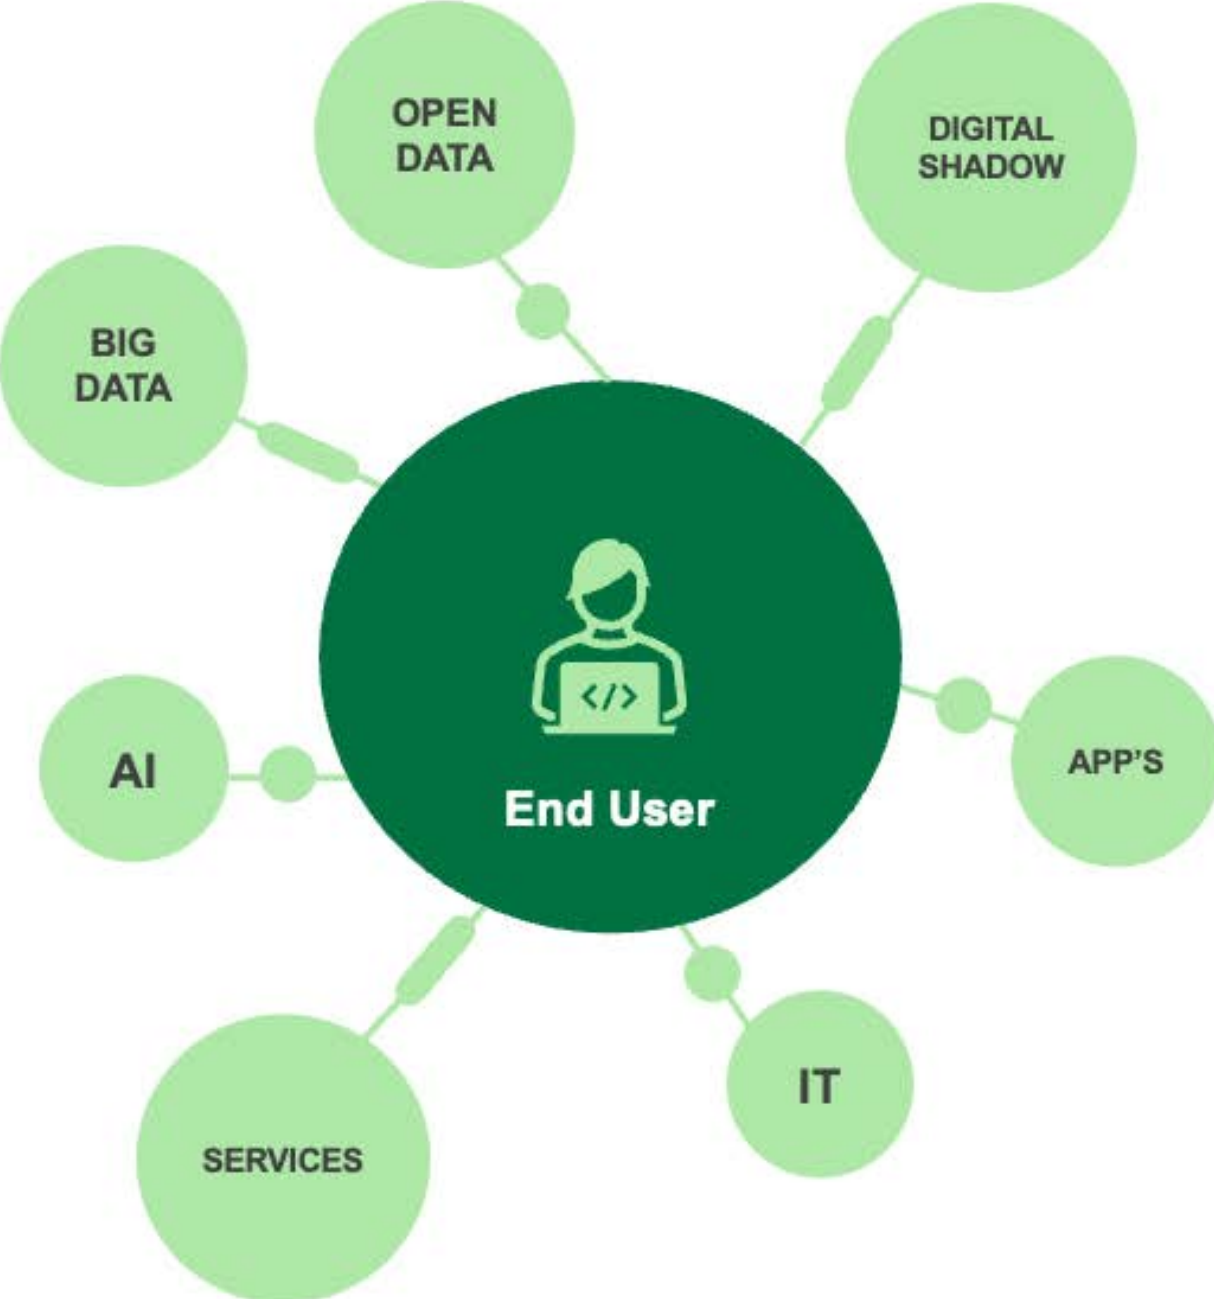 OPEN
DATA
DIGITAL
SHADOW
BIG
DATA
</>
End User
AI
APP'S
SERVICES
IT